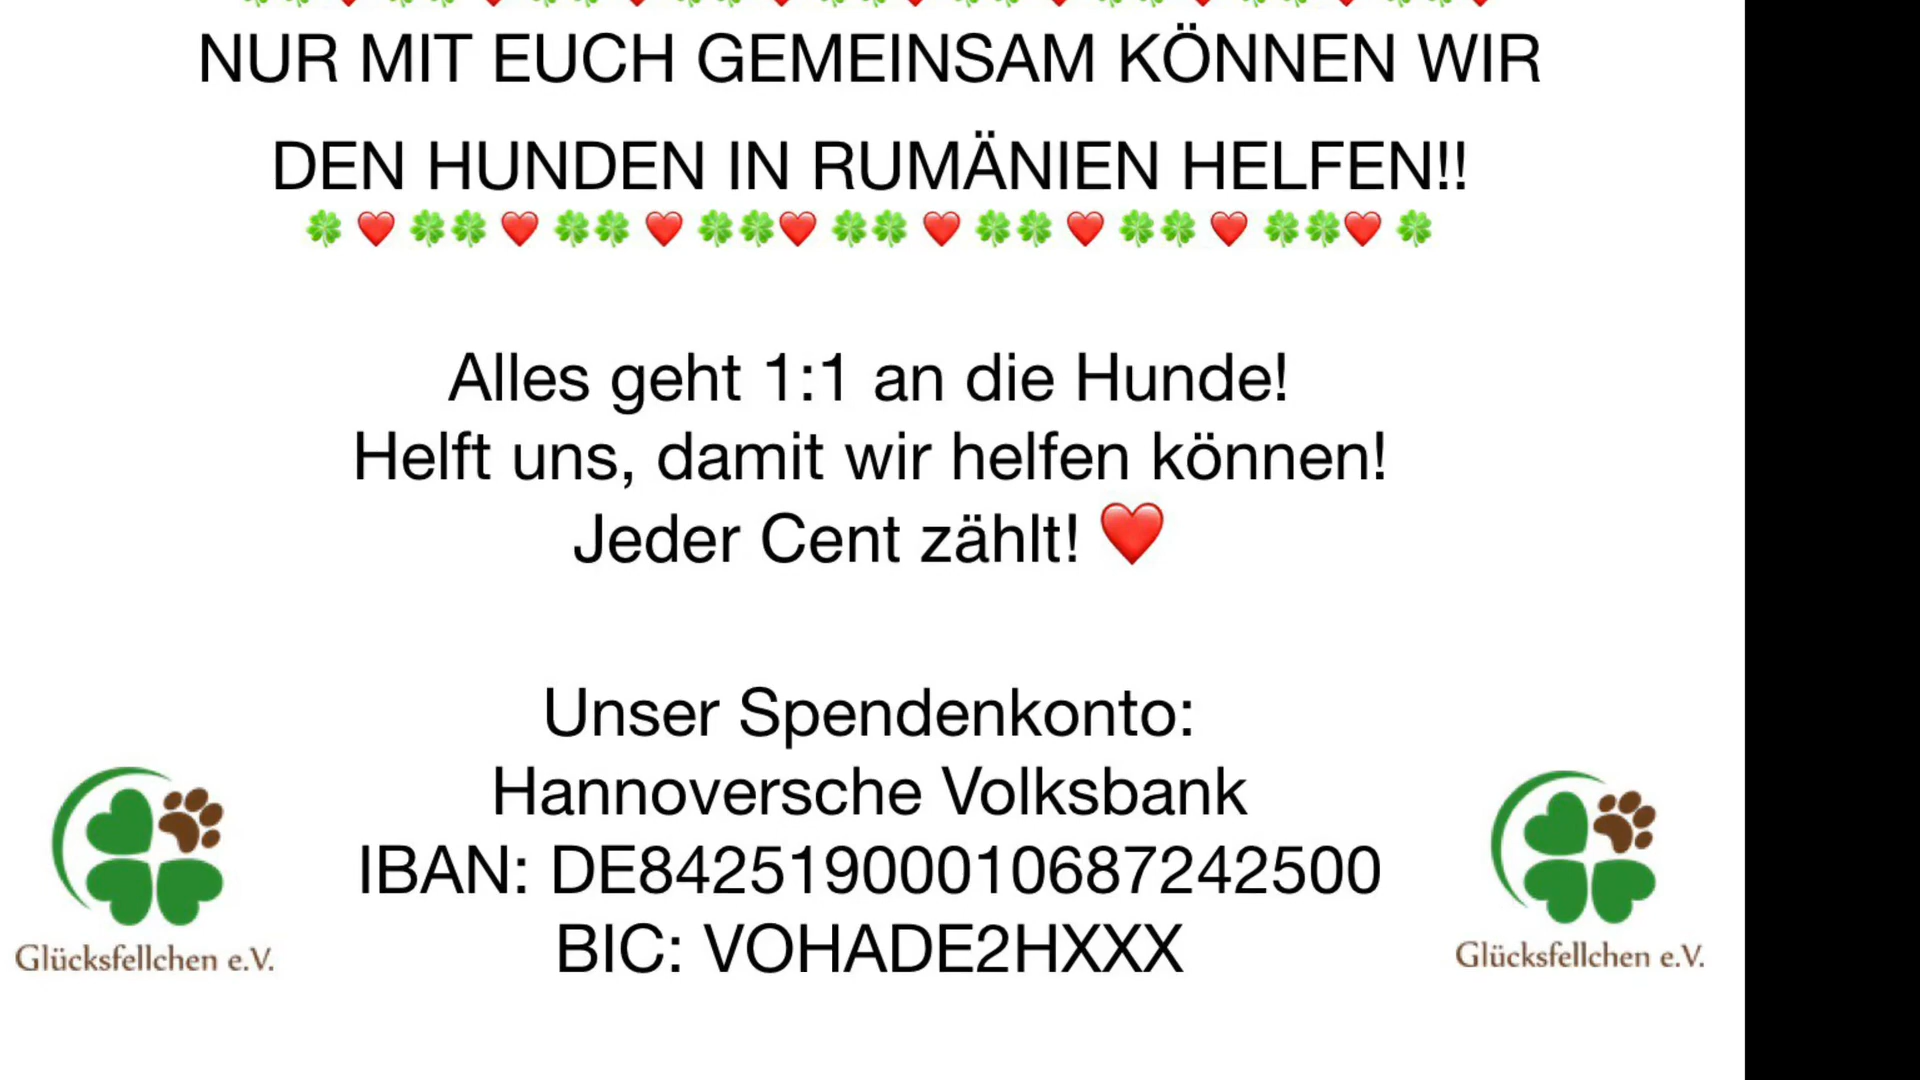 NUR MIT EUCH GEMEINSAM KÖNNEN WIR
DEN HUNDEN IN RUMÄNIEN HELFEN!!
🍀 ❤️ 🍀🍀 ❤️ 🍀🍀 ❤️ 🍀🍀❤️ 🍀🍀 ❤️ 🍀🍀 ❤️ 🍀🍀 ❤️ 🍀🍀❤️ 🍀
Alles geht 1:1 an die Hunde!
Helft uns, damit wir helfen können!
Jeder Cent zählt! ❤️
Unser Spendenkonto:
Hannoversche Volksbank
IBAN: DE84251900010687242500
BIC: VOHADE2HXXX
Glücksfellchen e.V.
Glücksfellchen e.V.